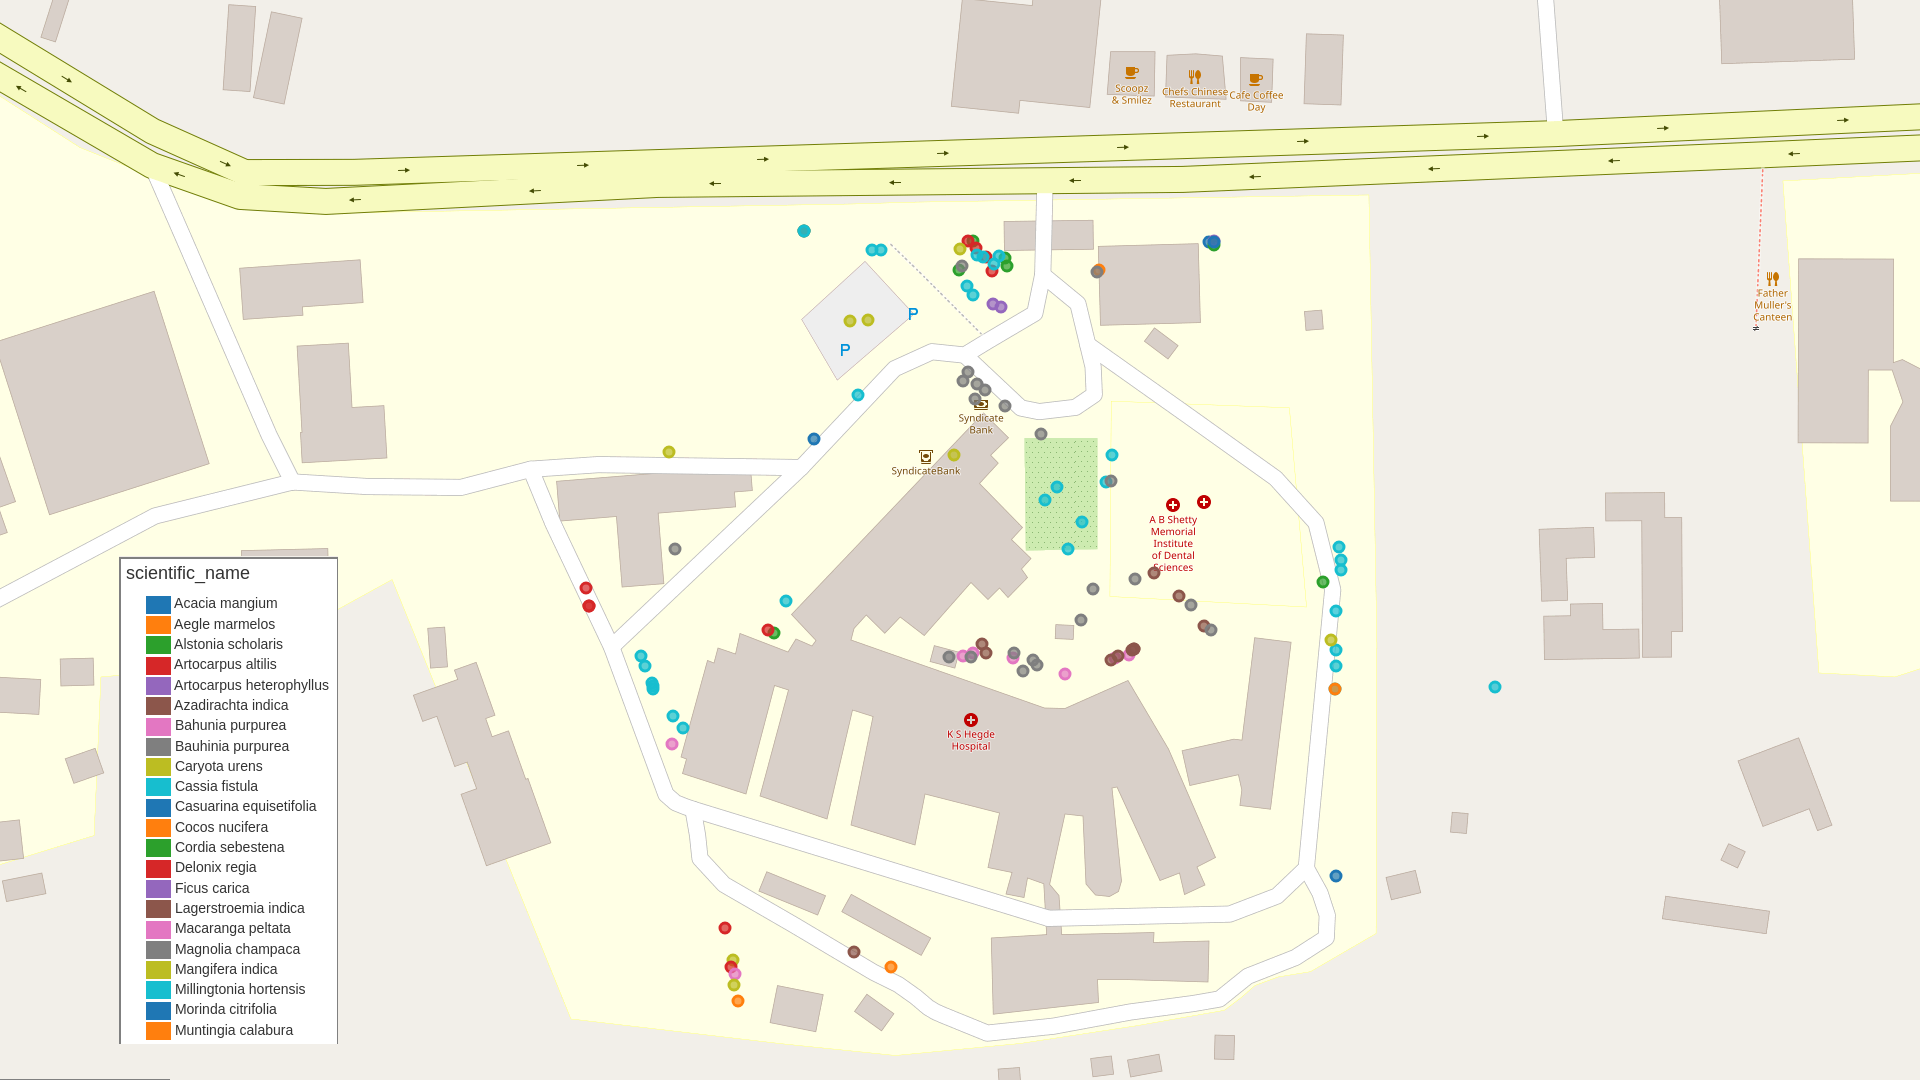 Scoopz
& Smilez
Chefs Chinese
Restaurant
Cafe Coffee
Day
Father
Muller's
Canteen
P
P
Syndicate
Bank
SyndicateBank
A B Shetty
Memorial
Institute
of Dental
Sciences
K S Hegde
Hospital
scientific_name
Acacia mangium
Aegle marmelos
Alstonia scholaris
Artocarpus altilis
Artocarpus heterophyllus
Azadirachta indica
Bahunia purpurea
Bauhinia purpurea
Caryota urens
Cassia fistula
Casuarina equisetifolia
Cocos nucifera
Cordia sebestena
Delonix regia
Ficus carica
Lagerstroemia indica
Macaranga peltata
Magnolia champaca
Mangifera indica
Millingtonia hortensis
Morinda citrifolia
Muntingia calabura